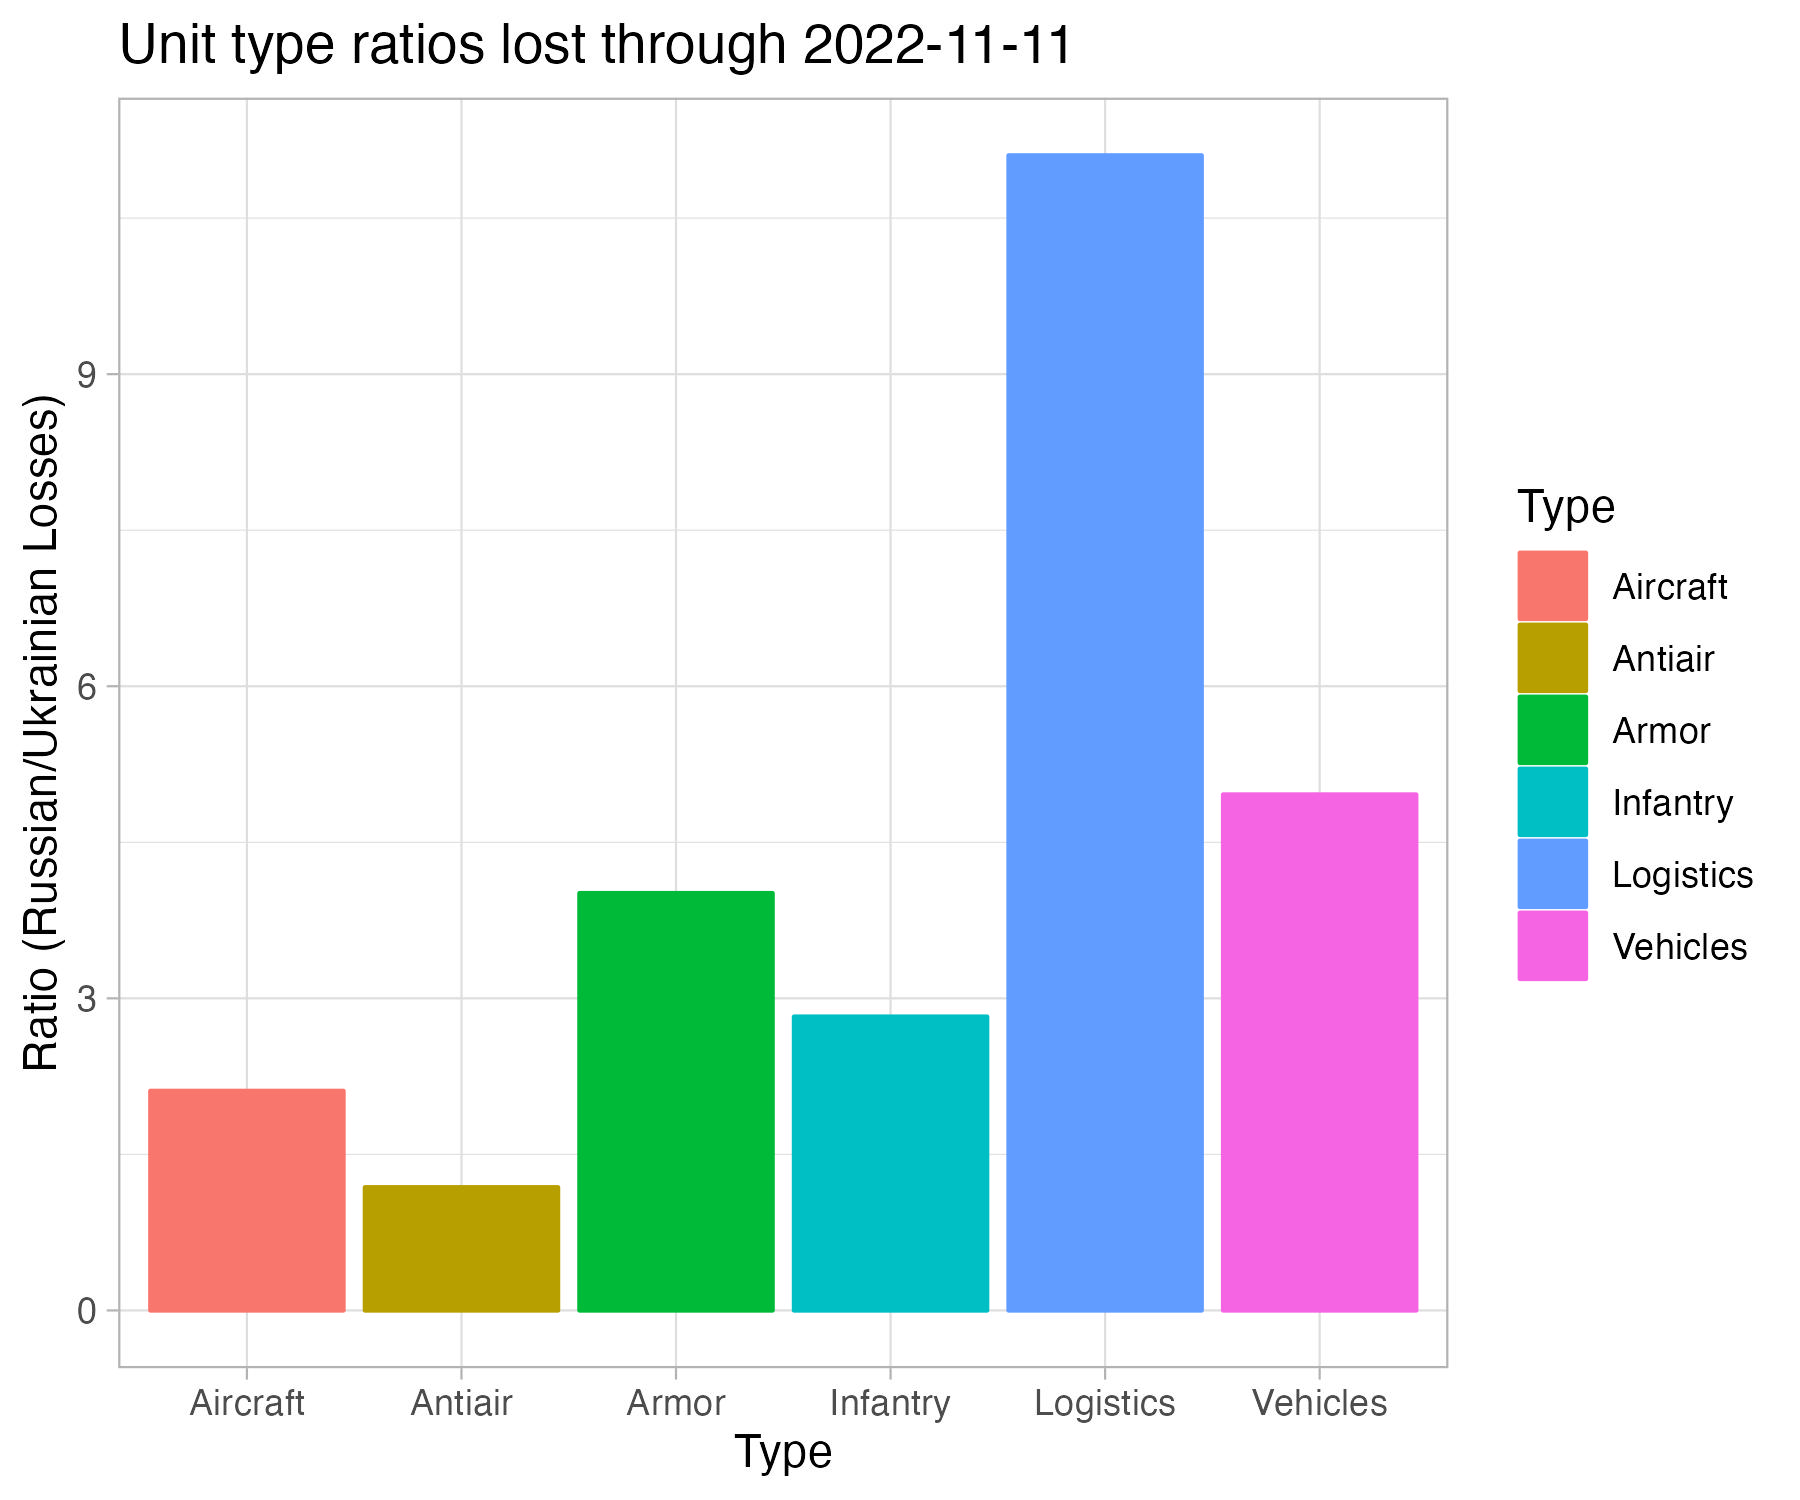 Unit type ratios lost through 2022-11-11
Ratio (Russian/Ukrainian Losses)
9
6
3
0
Aircraft
Antiair
Armor
Infantry
Logistics
Vehicles
Type
Type
Aircraft
Antiair
Armor
Infantry
Logistics
Vehicles